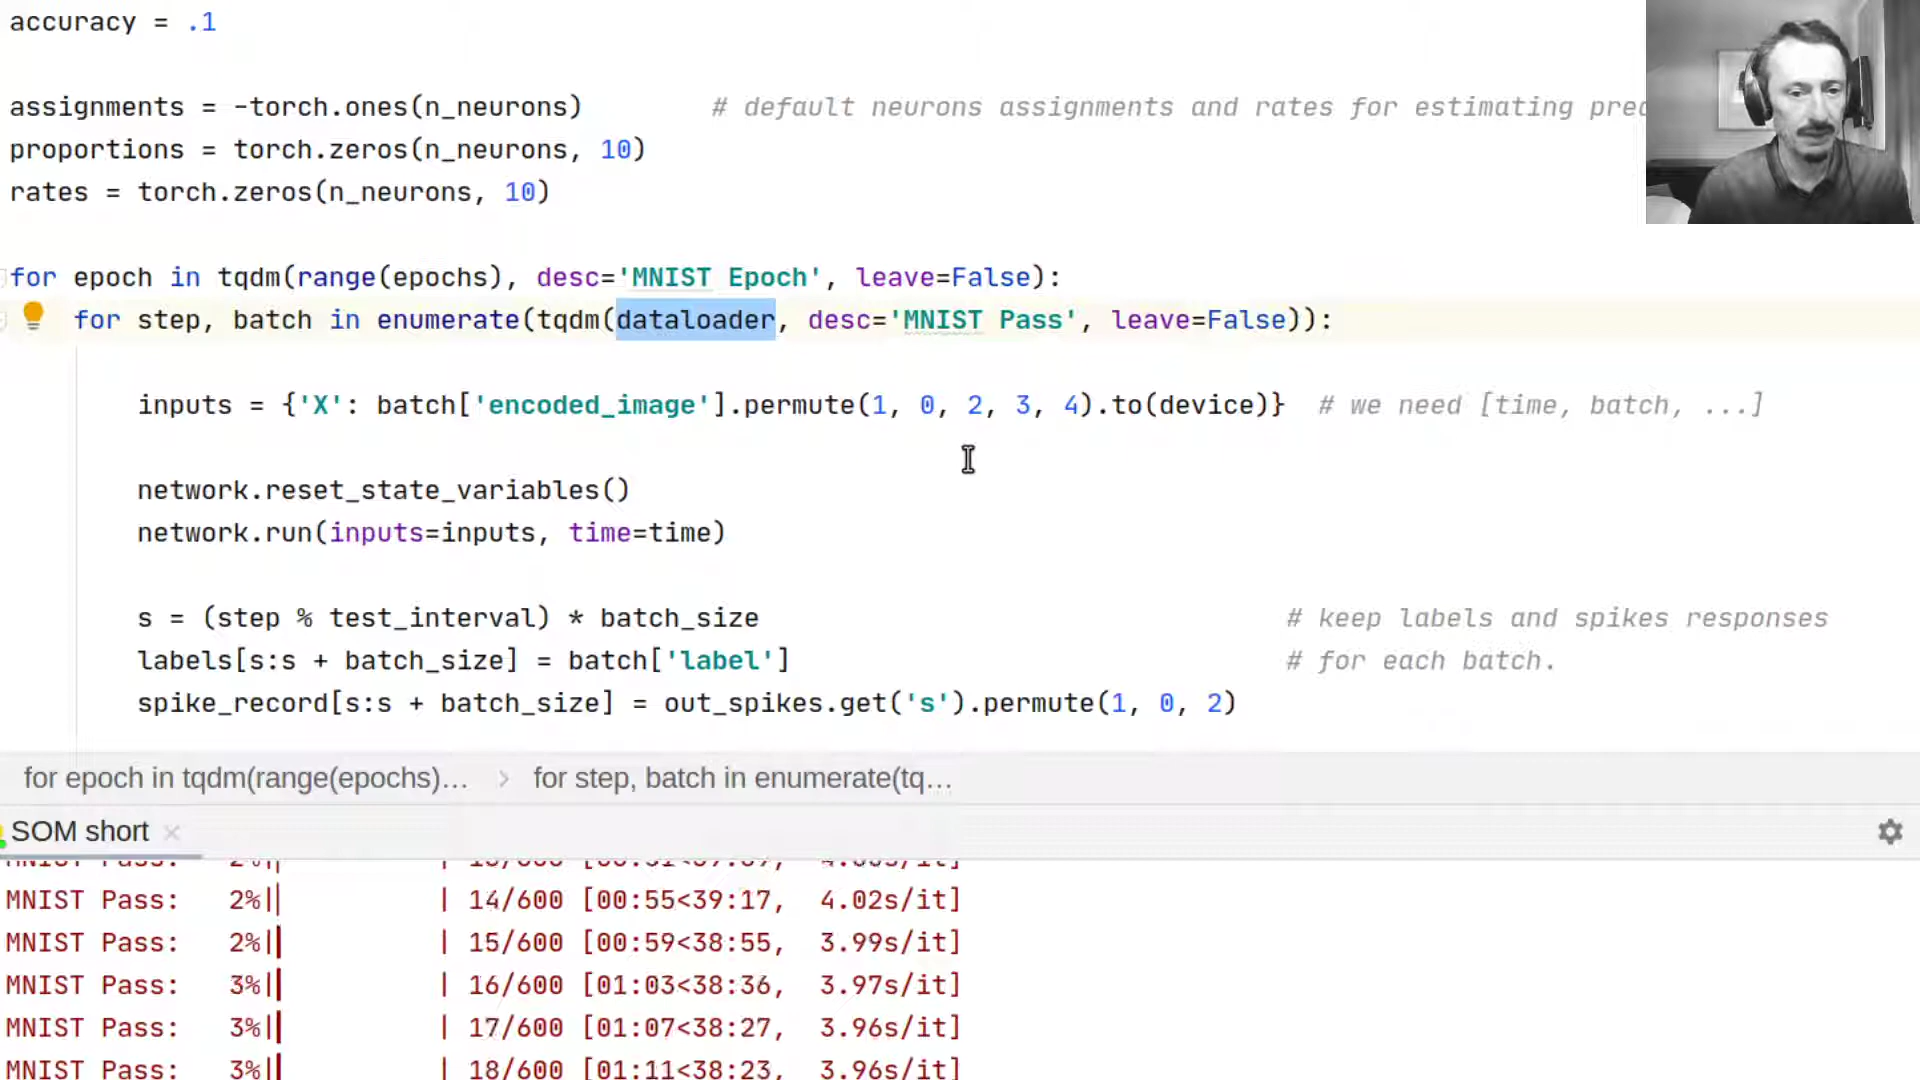 accuracy = .1
assignments = -torch.ones(n_neurons)    # default neurons assignments and rates for estimating
proportions = torch.zeros(n_neurons, 10)
rates = torch.zeros(n_neurons, 10)
for epoch in tqdm(range(epochs), desc='MNIST Epoch', leave=False):
for step, batch in enumerate(tqdm(dataloader, desc='MNIST Pass', leave=False)):
inputs = {'X': batch['encoded_image'].permute(1, 0, 2, 3, 4).to(device)}  # we need [time, batch, ...]
network.reset_state_variables()
network.run(inputs=inputs, time=time)
s = (step % test_interval) * batch_size    # keep labels and spikes responses
labels[s:s + batch_size] = batch['label']    # for each batch.
spike_record[s:s + batch_size] = out_spikes.get('s').permute(1, 0, 2)
for epoch in tqdm(range(epochs)... › for step, batch in enumerate(tq...
SOM short ×
MNIST Pass:   2%|| | 14/600 [00:55<39:17,  4.02s/it]
MNIST Pass:   2%|| | 15/600 [00:59<38:55,  3.99s/it]
MNIST Pass:   3%|| | 16/600 [01:03<38:36,  3.97s/it]
MNIST Pass:   3%|| | 17/600 [01:07<38:27,  3.96s/it]
MNIST Pass:   3%|| | 18/600 [01:11<38:23,  3.96s/it]